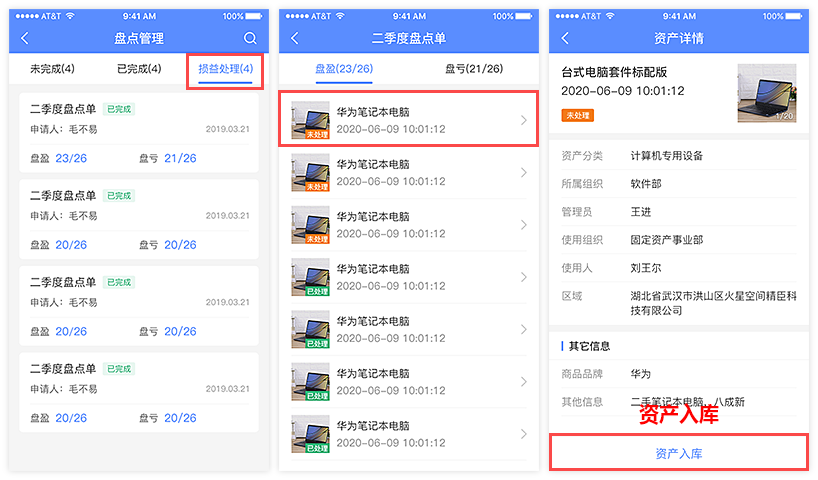 ●●●●● AT&T 9:41 AM 100%
盘点管理
未完成(4) 已完成(4) 损益处理(4)
二季度盘点单 已完成
申请人：毛不易 2019.03.21
盘盈 23/26 盘亏 21/26
二季度盘点单 已完成
申请人：毛不易 2019.03.21
盘盈 20/26 盘亏 20/26
二季度盘点单 已完成
申请人：毛不易 2019.03.21
盘盈 20/26 盘亏 20/26
二季度盘点单 已完成
申请人：毛不易 2019.03.21
盘盈 20/26 盘亏 20/26
●●●●● AT&T 9:41 AM 100%
二季度盘点单
盘盈(23/26) 盘亏(21/26)
华为笔记本电脑
未处理 2020-06-09 10:01:12
华为笔记本电脑
未处理 2020-06-09 10:01:12
华为笔记本电脑
未处理 2020-06-09 10:01:12
华为笔记本电脑
已处理 2020-06-09 10:01:12
华为笔记本电脑
已处理 2020-06-09 10:01:12
华为笔记本电脑
已处理 2020-06-09 10:01:12
华为笔记本电脑
已处理 2020-06-09 10:01:12
●●●●● AT&T 9:41 AM 100%
资产详情
台式电脑套件标配版
2020-06-09 10:01:12
未处理
1/20
资产分类 计算机专用设备
所属组织 软件部
管理员 王进
使用组织 固定资产事业部
使用人 刘王尔
区域 湖北省武汉市洪山区火星空间精臣科
技有限公司
其它信息
商品品牌 华为
其他信息 二手笔记本电脑，八成新
资产入库
资产入库